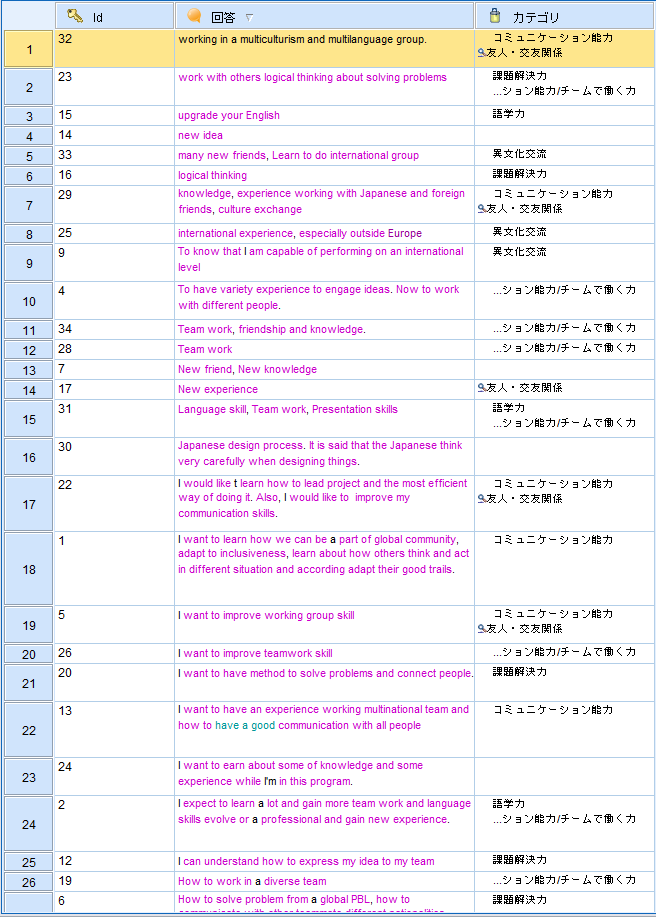 Id 回答 カテゴリ
1 32 working in a multiculturism and multilanguage group. コミュニケーション能力
友人・交友関係
2 23 work with others logical thinking about solving problems 課題解決力
...ション能力/チームで働く力
3 15 upgrade your English 語学力
4 14 new idea
5 33 many new friends, Learn to do international group 異文化交流
6 16 logical thinking 課題解決力
7 29 knowledge, experience working with Japanese and foreign コミュニケーション能力
friends, culture exchange 友人・交友関係
8 25 international experience, especially outside Europe 異文化交流
9 9 To know that I am capable of performing on an international 異文化交流
level
10 4 To have variety experience to engage ideas. Now to work ...ション能力/チームで働く力
with different people.
11 34 Team work, friendship and knowledge. ...ション能力/チームで働く力
12 28 Team work ...ション能力/チームで働く力
13 7 New friend, New knowledge
14 17 New experience 友人・交友関係
15 31 Language skill, Team work, Presentation skills 語学力
...ション能力/チームで働く力
16 30 Japanese design process. It is said that the Japanese think
very carefully when designing things.
17 22 I would like t learn how to lead project and the most efficient コミュニケーション能力
way of doing it. Also, I would like to improve my 友人・交友関係
communication skills.
18 1 I want to learn how we can be a part of global community, コミュニケーション能力
adapt to inclusiveness, learn about how others think and act
in different situation and according adapt their good trails.
19 5 I want to improve working group skill コミュニケーション能力
友人・交友関係
20 26 I want to improve teamwork skill ...ション能力/チームで働く力
21 20 I want to have method to solve problems and connect people. 課題解決力
22 13 I want to have an experience working multinational team and コミュニケーション能力
how to have a good communication with all people
23 24 I want to earn about some of knowledge and some
experience while I'm in this program.
24 2 I expect to learn a lot and gain more team work and language 語学力
skills evolve or a professional and gain new experience. ...ション能力/チームで働く力
25 12 I can understand how to express my idea to my team 課題解決力
26 19 How to work in a diverse team ...ション能力/チームで働く力
6 How to solve problem from a global PBL, how to 課題解決力